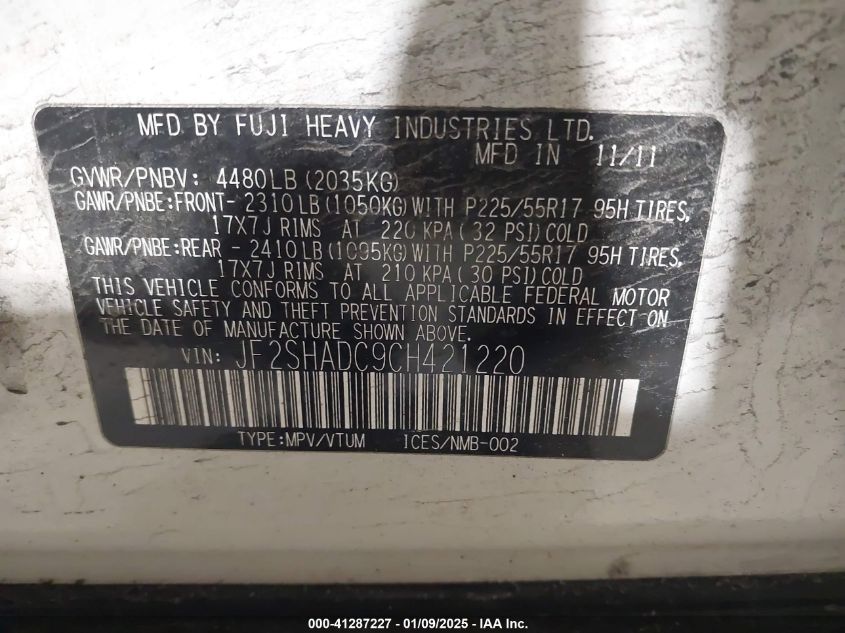 MFD BY FUJI HEAVY INDUSTRIES LTD.
MFD IN 11/11
GVWR/PNBV: 4480LB(2035KG)
GAWR/PNBE:FRONT- 2310LB(1050KG)WITH P225/55R17 95H TIRES,
17X7J RIMS AT 220 KPA(32 PSI)COLD
GAWR/PNBE:REAR - 2410LB(1095KG)WITH P225/55R17 95H TIRES,
17X7J RIMS AT 210 KPA(30 PSI)COLD
THIS VEHICLE CONFORMS TO ALL APPLICABLE FEDERAL MOTOR
VEHICLE SAFETY AND THEFT PREVENTION STANDARDS IN EFFECT ON
THE DATE OF MANUFACTURE SHOWN ABOVE.
VIN: JF2SHADC9CH421220
TYPE:MPV/VTUM ICES/NMB-002
000-41287227 - 01/09/2025 - IAA, Inc.